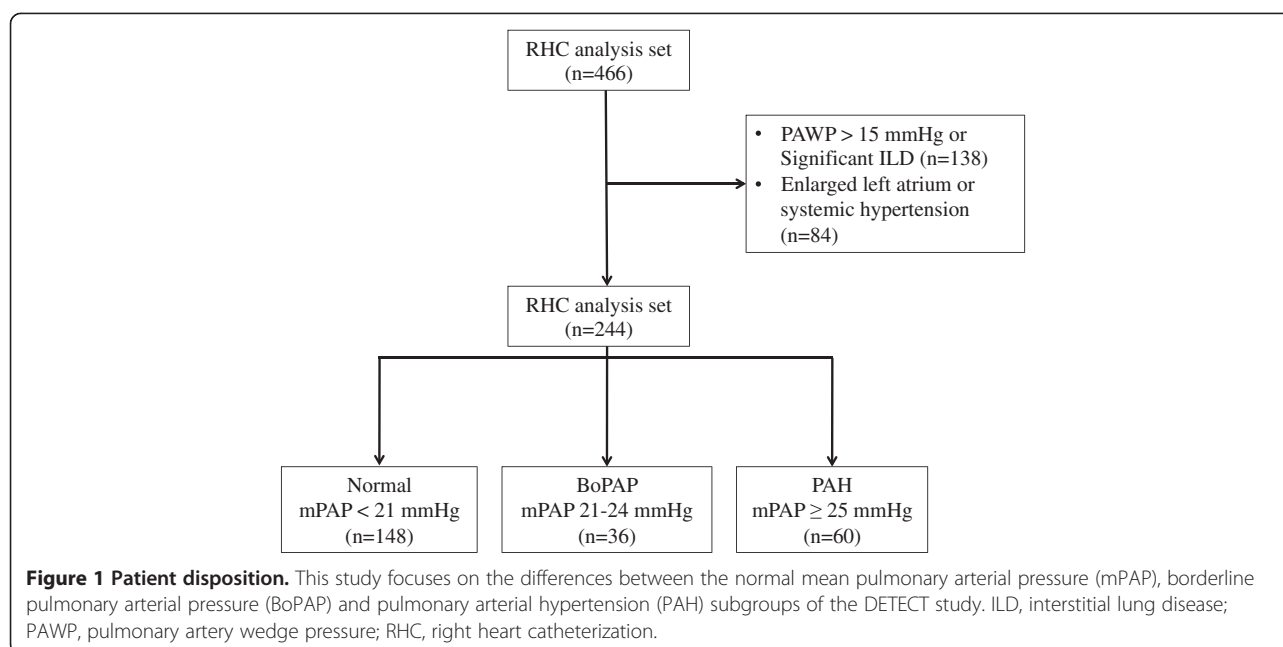 RHC analysis set
(n=466)
• PAWP > 15 mmHg or
Significant ILD (n=138)
• Enlarged left atrium or
systemic hypertension
(n=84)
RHC analysis set
(n=244)
Normal
mPAP < 21 mmHg
(n=148)
BoPAP
mPAP 21-24 mmHg
(n=36)
PAH
mPAP ≥ 25 mmHg
(n=60)
Figure 1 Patient disposition. This study focuses on the differences between the normal mean pulmonary arterial pressure (mPAP), borderline
pulmonary arterial pressure (BoPAP) and pulmonary arterial hypertension (PAH) subgroups of the DETECT study. ILD, interstitial lung disease;
PAWP, pulmonary artery wedge pressure; RHC, right heart catheterization.